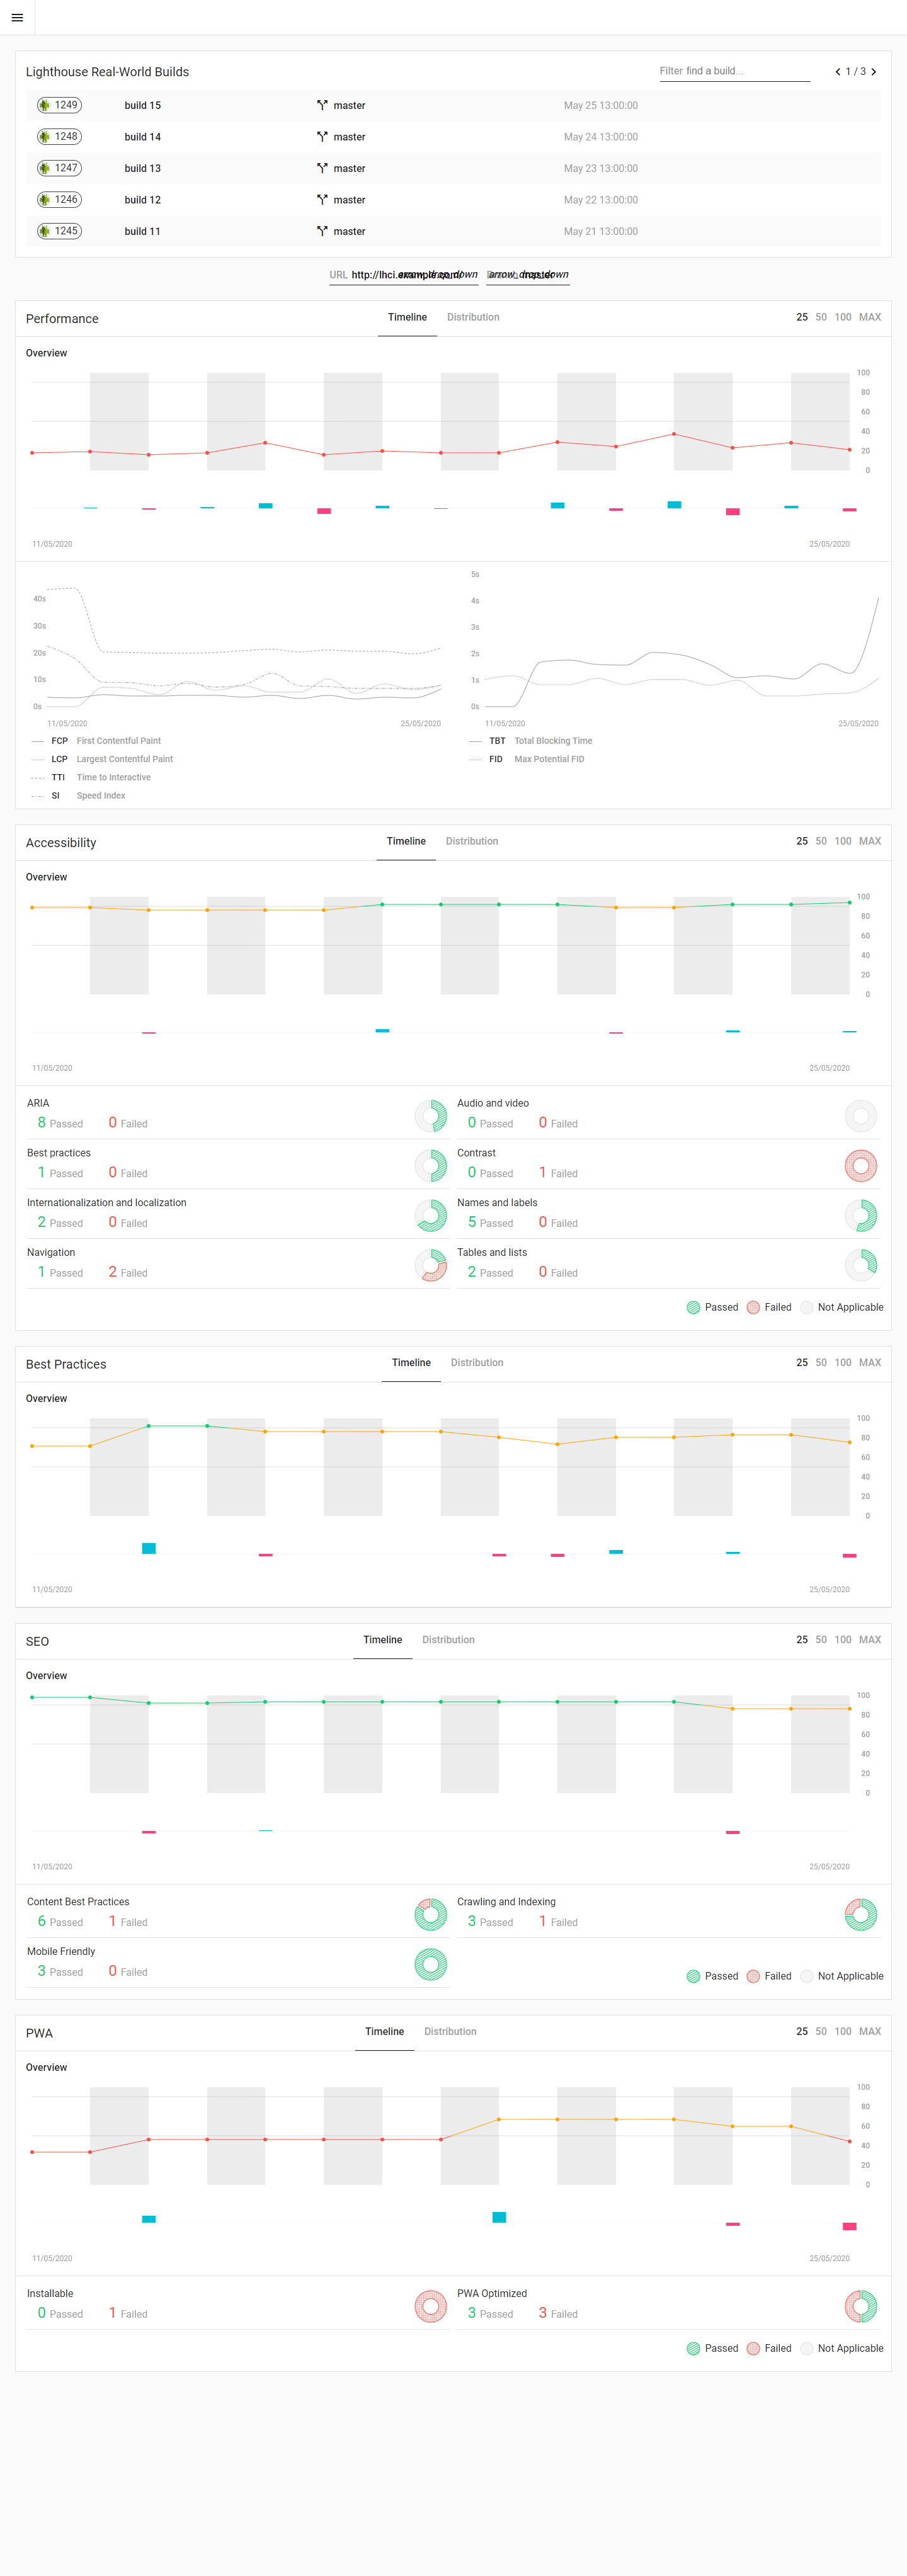 Lighthouse Real-World Builds
Filter find a build...
1 / 3
1249 build 15 master May 25 13:00:00
1248 build 14 master May 24 13:00:00
1247 build 13 master May 23 13:00:00
1246 build 12 master May 22 13:00:00
1245 build 11 master May 21 13:00:00
URL http://lhci.example.com/ arrow_drop_down master arrow_drop_down
Performance Timeline Distribution 25 50 100 MAX
Overview
100
80
60
40
20
0
11/05/2020 25/05/2020
40s
30s
20s
10s
0s
11/05/2020 25/05/2020
FCP First Contentful Paint
LCP Largest Contentful Paint
TTI Time to Interactive
SI Speed Index
5s
4s
3s
2s
1s
0s
11/05/2020 25/05/2020
TBT Total Blocking Time
FID Max Potential FID
Accessibility Timeline Distribution 25 50 100 MAX
Overview
100
80
60
40
20
0
11/05/2020 25/05/2020
ARIA
8 Passed 0 Failed
Audio and video
0 Passed 0 Failed
Best practices
1 Passed 0 Failed
Contrast
0 Passed 1 Failed
Internationalization and localization
2 Passed 0 Failed
Names and labels
5 Passed 0 Failed
Navigation
1 Passed 2 Failed
Tables and lists
2 Passed 0 Failed
Passed Failed Not Applicable
Best Practices Timeline Distribution 25 50 100 MAX
Overview
100
80
60
40
20
0
11/05/2020 25/05/2020
SEO Timeline Distribution 25 50 100 MAX
Overview
100
80
60
40
20
0
11/05/2020 25/05/2020
Content Best Practices
6 Passed 1 Failed
Crawling and Indexing
3 Passed 1 Failed
Mobile Friendly
3 Passed 0 Failed
Passed Failed Not Applicable
PWA Timeline Distribution 25 50 100 MAX
Overview
100
80
60
40
20
0
11/05/2020 25/05/2020
Installable
0 Passed 1 Failed
PWA Optimized
3 Passed 3 Failed
Passed Failed Not Applicable